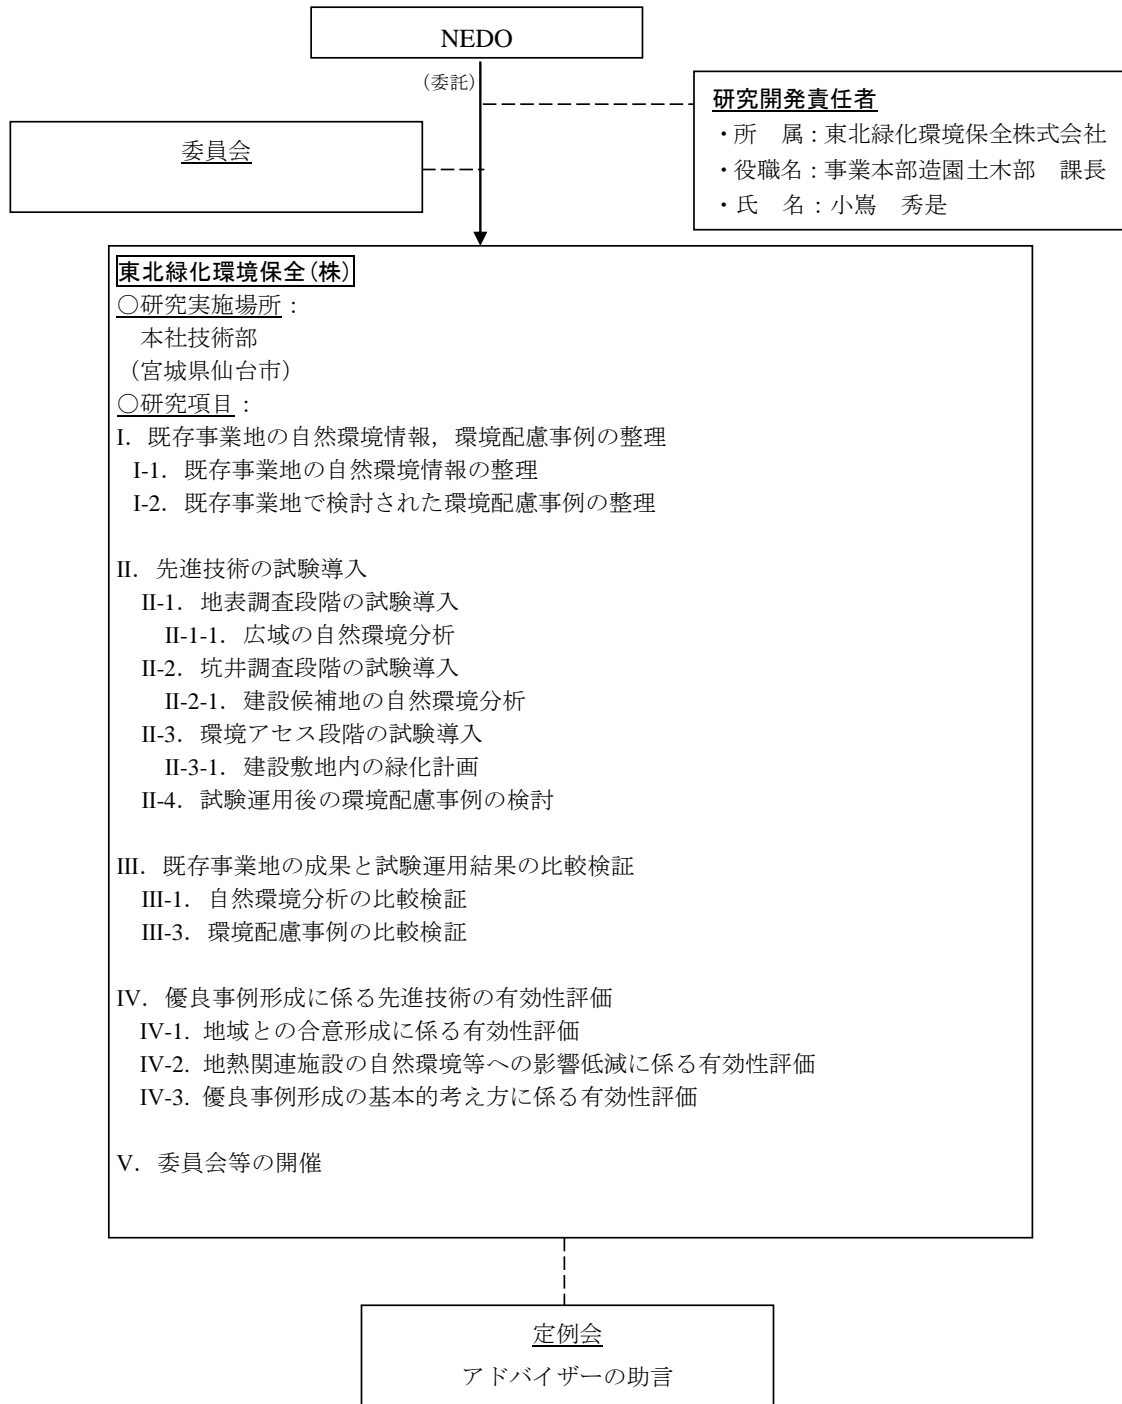 NEDO
(委託)
研究開発責任者
・所　属：東北緑化環境保全株式会社
・役職名：事業本部造園土木部　課長
・氏　名：小嶌　秀是
委員会
東北緑化環境保全(株)
○研究実施場所：
本社技術部
（宮城県仙台市）
○研究項目：
I．既存事業地の自然環境情報，環境配慮事例の整理
I-1．既存事業地の自然環境情報の整理
I-2．既存事業地で検討された環境配慮事例の整理
II．先進技術の試験導入
II-1．地表調査段階の試験導入
II-1-1．広域の自然環境分析
II-2．坑井調査段階の試験導入
II-2-1．建設候補地の自然環境分析
II-3．環境アセス段階の試験導入
II-3-1．建設敷地内の緑化計画
II-4．試験運用後の環境配慮事例の検討
III．既存事業地の成果と試験運用結果の比較検証
III-1．自然環境分析の比較検証
III-3．環境配慮事例の比較検証
IV．優良事例形成に係る先進技術の有効性評価
IV-1. 地域との合意形成に係る有効性評価
IV-2. 地熱関連施設の自然環境等への影響低減に係る有効性評価
IV-3. 優良事例形成の基本的考え方に係る有効性評価
V．委員会等の開催
定例会
アドバイザーの助言